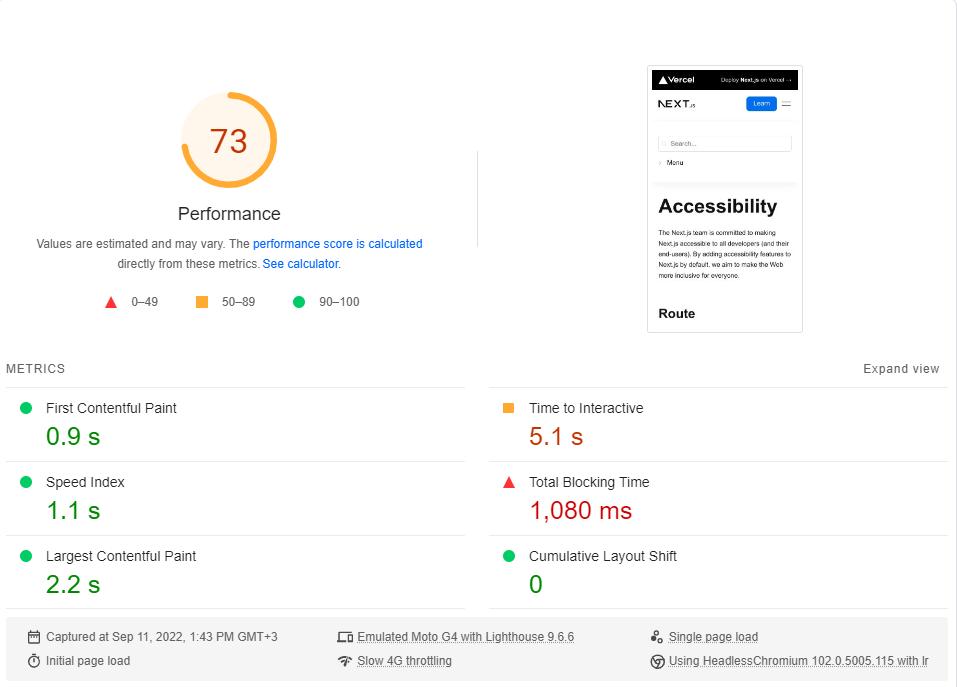 73
Performance
Values are estimated and may vary. The performance score is calculated
directly from these metrics. See calculator.
0–49
50–89
90–100
Vercel
Deploy Next.js on Vercel →
NEXT.JS
Learn
Search...
Menu
Accessibility
The Next.js team is committed to making
Next.js accessible to all developers (and their
end-users). By adding accessibility features to
Next.js by default, we aim to make the Web
more inclusive for everyone.
Route
METRICS
Expand view
First Contentful Paint
0.9 s
Time to Interactive
5.1 s
Speed Index
1.1 s
Total Blocking Time
1,080 ms
Largest Contentful Paint
2.2 s
Cumulative Layout Shift
0
Captured at Sep 11, 2022, 1:43 PM GMT+3
Emulated Moto G4 with Lighthouse 9.6.6
Single page load
Initial page load
Slow 4G throttling
Using HeadlessChromium 102.0.5005.115 with lr